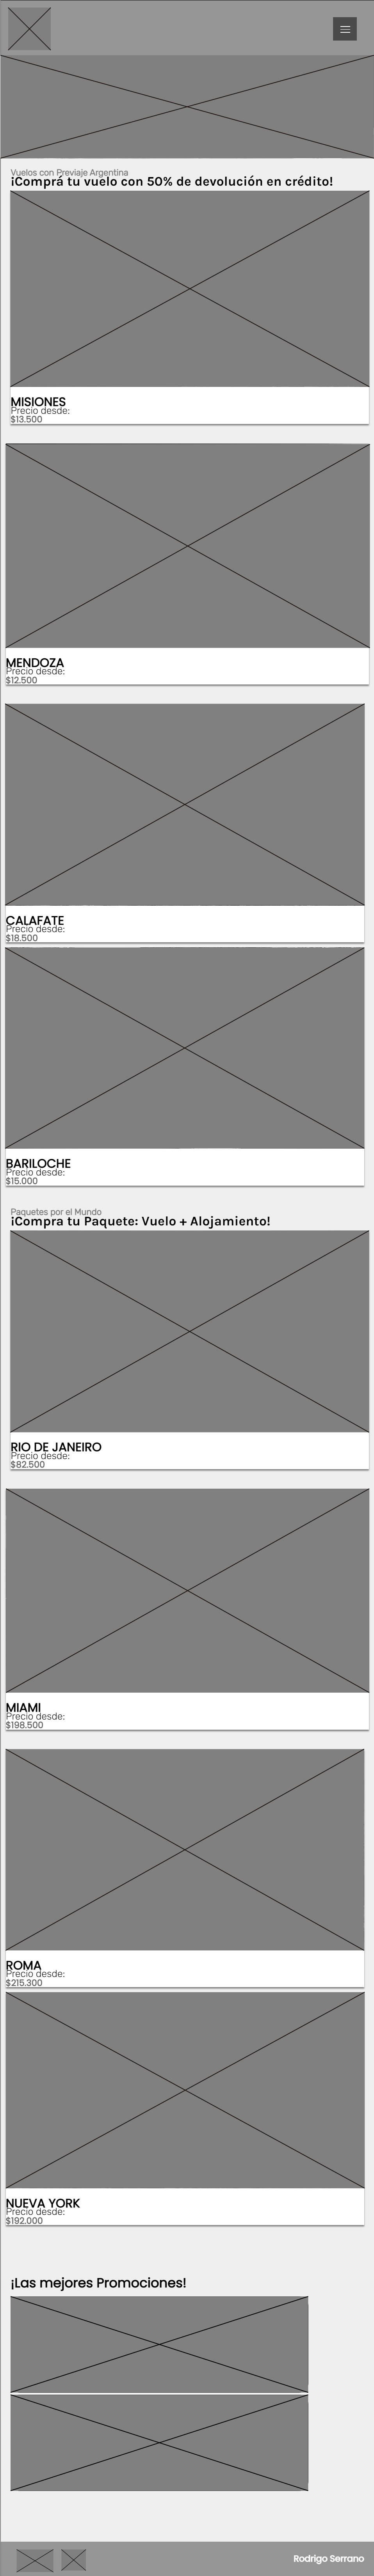 Vuelos con Previaje Argentina
¡Comprá tu vuelo con 50% de devolución en crédito!
MISIONES
Precio desde:
$13.500
MENDOZA
Precio desde:
$12.500
CALAFATE
Precio desde:
$18.500
BARILOCHE
Precio desde:
$15.000
Paquetes por el Mundo
¡Compra tu Paquete: Vuelo + Alojamiento!
RIO DE JANEIRO
Precio desde:
$82.500
MIAMI
Precio desde:
$198.500
ROMA
Precio desde:
$215.300
NUEVA YORK
Precio desde:
$192.000
¡Las mejores Promociones!
Rodrigo Serrano